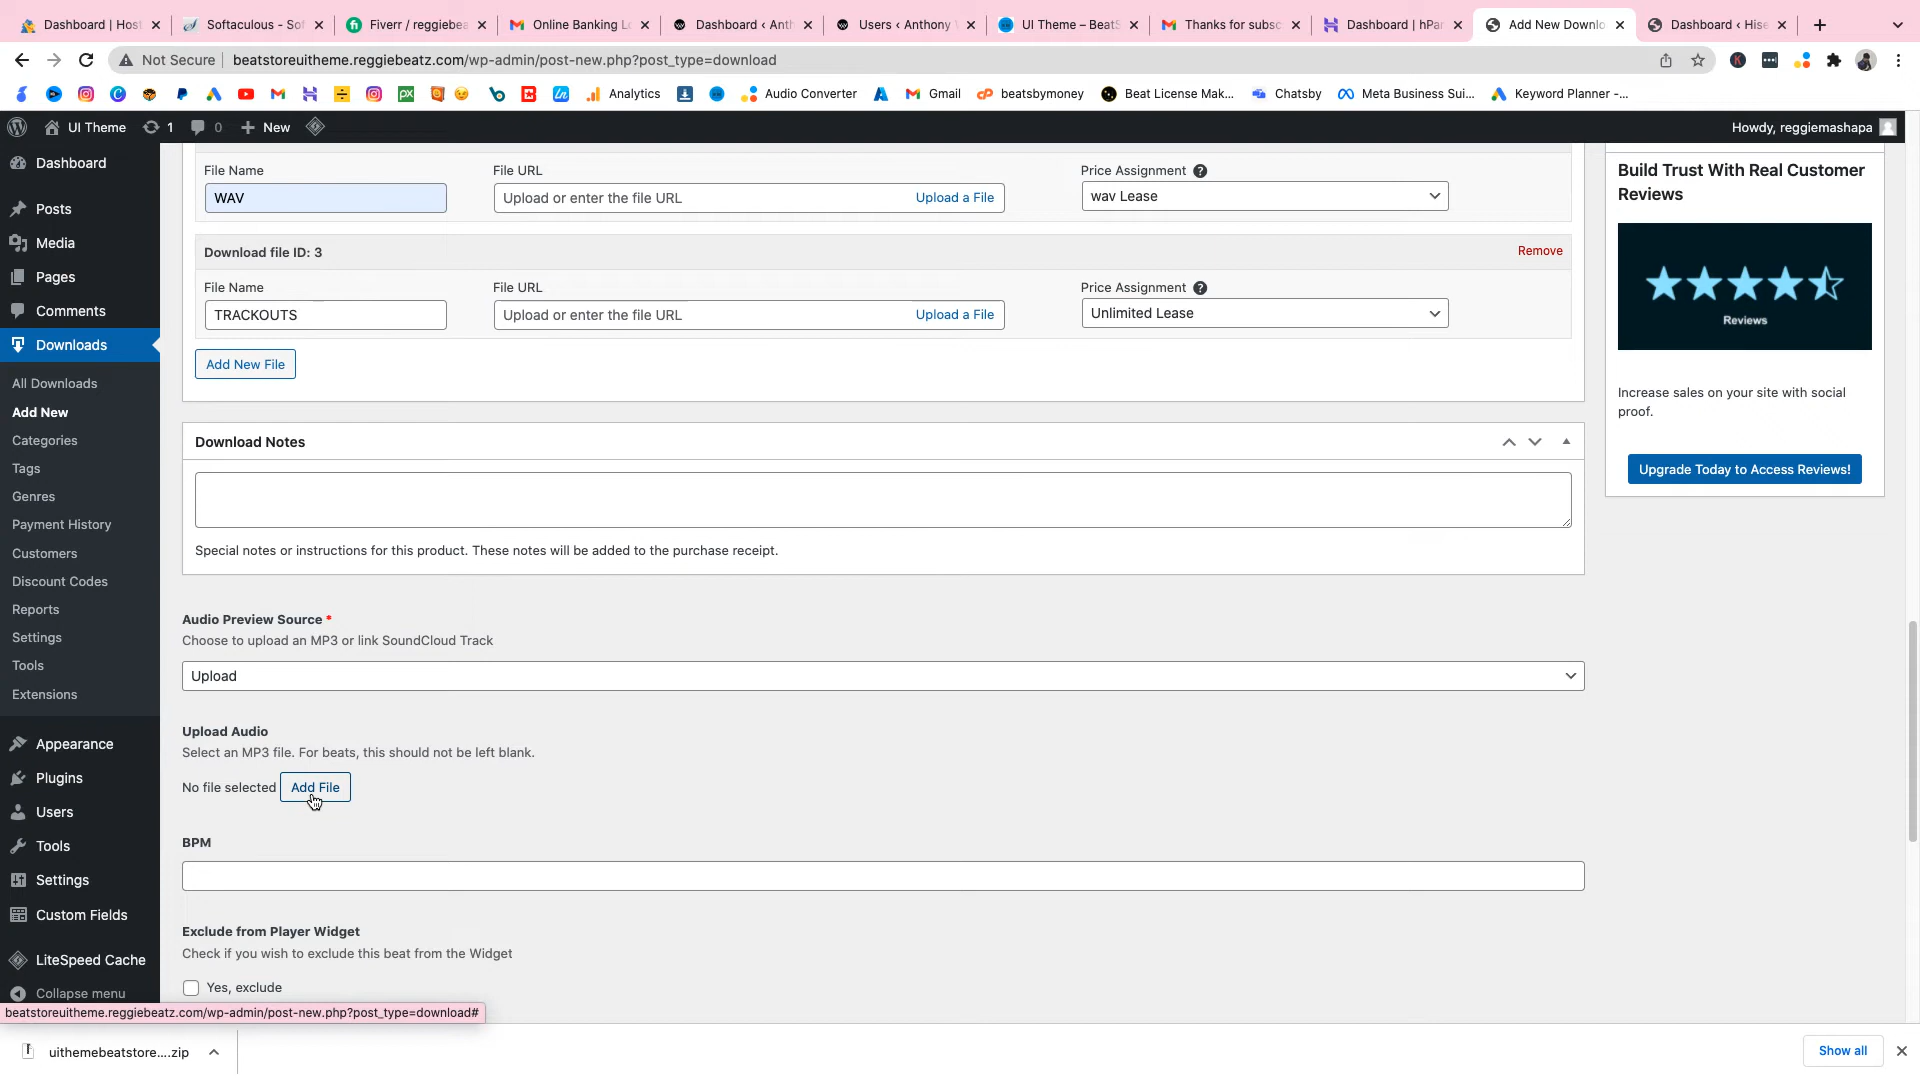 Dashboard | Host
Softaculous - Sof
Fiverr / reggiebea
Online Banking Lo
Dashboard ‹ Anth
Users ‹ Anthony
UI Theme – BeatS
Thanks for subsc
Dashboard | hPan
Add New Downlo
Dashboard ‹ Hise
Not Secure
beatstoreuitheme.reggiebeatz.com/wp-admin/post-new.php?post_type=download
Analytics
Audio Converter
Gmail
beatsbymoney
Beat License Mak...
Chatsby
Meta Business Sui...
Keyword Planner -...
UI Theme
1
0
New
Howdy, reggiemashapa
Dashboard
Posts
Media
Pages
Comments
Downloads
All Downloads
Add New
Categories
Tags
Genres
Payment History
Customers
Discount Codes
Reports
Settings
Tools
Extensions
Appearance
Plugins
Users
Tools
Settings
Custom Fields
LiteSpeed Cache
Collapse menu
File Name
File URL
Price Assignment ?
WAV
Upload or enter the file URL
Upload a File
wav Lease
Download file ID: 3
Remove
File Name
File URL
Price Assignment ?
TRACKOUTS
Upload or enter the file URL
Upload a File
Unlimited Lease
Add New File
Download Notes
Special notes or instructions for this product. These notes will be added to the purchase receipt.
Audio Preview Source *
Choose to upload an MP3 or link SoundCloud Track
Upload
Upload Audio
Select an MP3 file. For beats, this should not be left blank.
No file selected
Add File
BPM
Exclude from Player Widget
Check if you wish to exclude this beat from the Widget
Yes, exclude
Build Trust With Real Customer
Reviews
Reviews
Increase sales on your site with social
proof.
Upgrade Today to Access Reviews!
beatstoreuitheme.reggiebeatz.com/wp-admin/post-new.php?post_type=download#
uithemebeatstore....zip
Show all